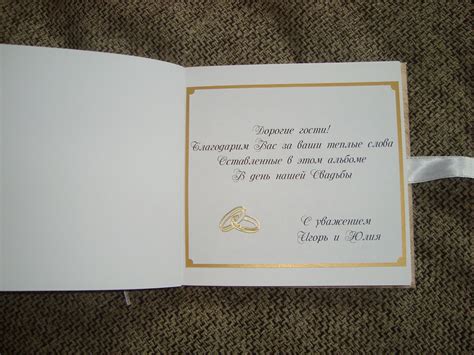 Дорогие гости!
Благодарим Вас за ваши теплые слова
Оставленные в этом альбоме
В день нашей Свадьбы
С уважением
Игорь и Юлия